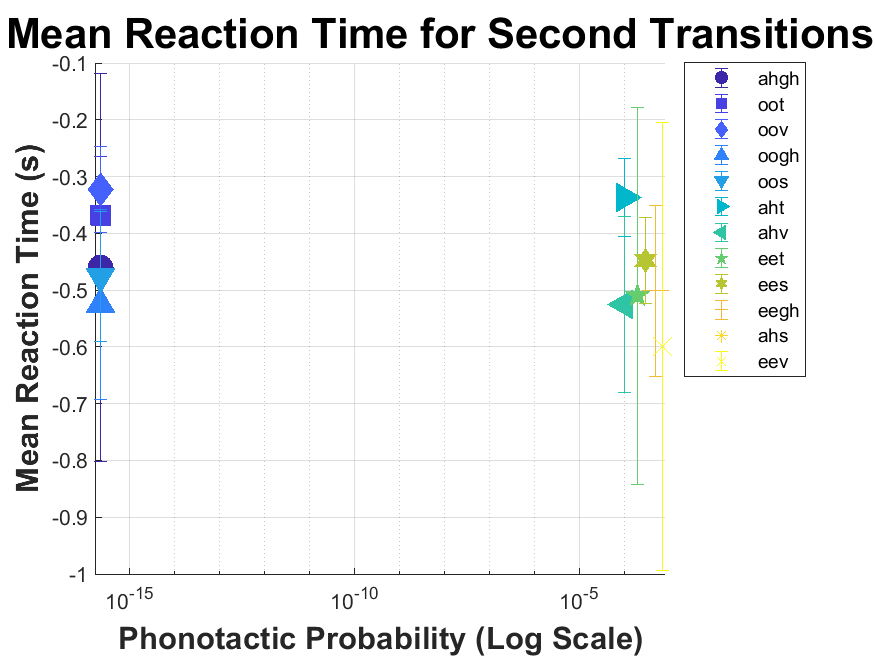 Mean Reaction Time for Second Transitions
Mean Reaction Time (s)
-0.1
-0.2
-0.3
-0.4
-0.5
-0.6
-0.7
-0.8
-0.9
-1
10^-15
10^-10
10^-5
Phonotactic Probability (Log Scale)
ahgh
oot
oov
oogh
oos
aht
ahv
eet
ees
eegh
ahs
eev